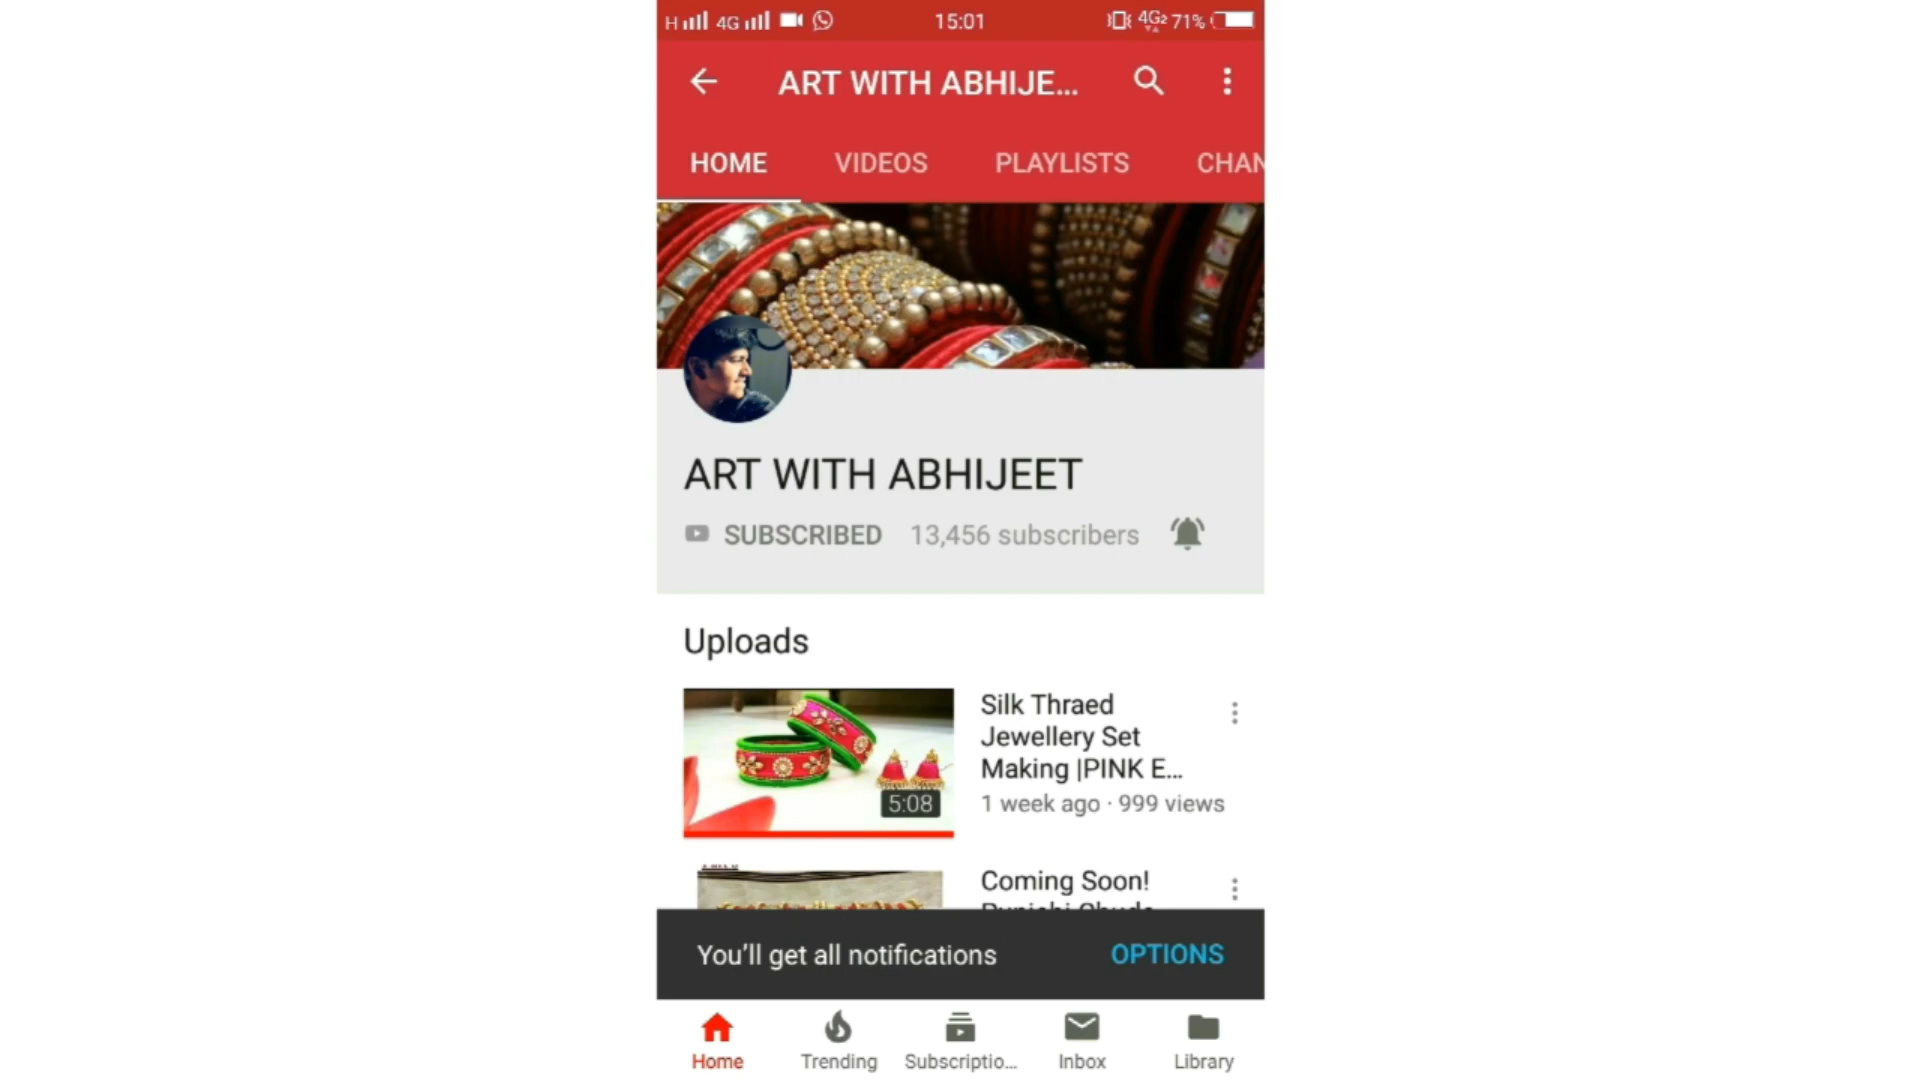 H 4G 15:01 4G2 71%
ART WITH ABHIJE...
HOME VIDEOS PLAYLISTS CHAN
ART WITH ABHIJEET
SUBSCRIBED 13,456 subscribers
Uploads
Silk Thraed
Jewellery Set
Making |PINK E...
1 week ago · 999 views
5:08
Coming Soon!
You'll get all notifications OPTIONS
Home Trending Subscriptio... Inbox Library